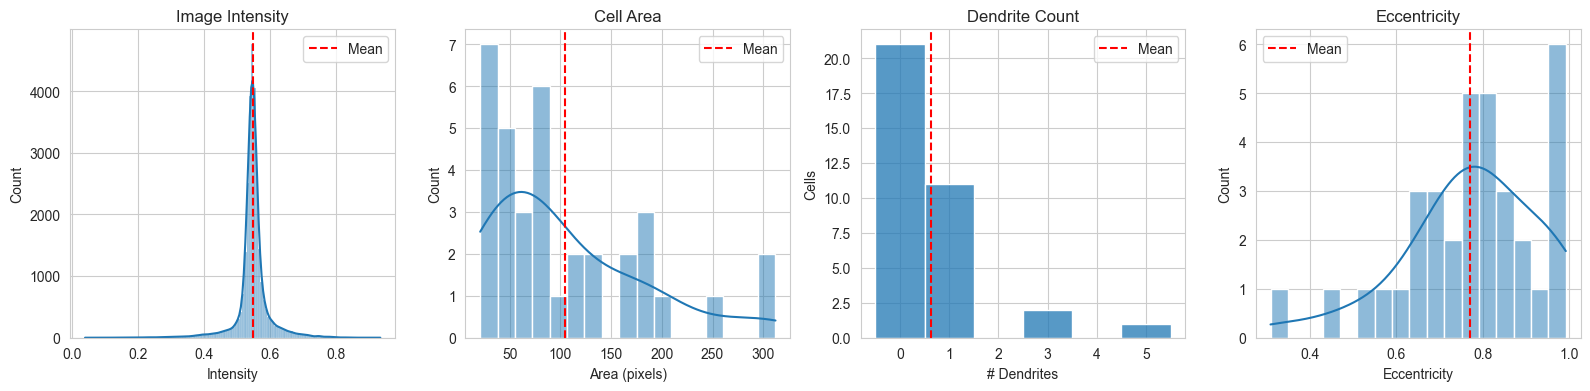 Image Intensity
Mean
Count
4000
3000
2000
1000
0
0.0 0.2 0.4 0.6 0.8
Intensity
Cell Area
Mean
Count
7
6
5
4
3
2
1
0
50 100 150 200 250 300
Area (pixels)
Dendrite Count
Mean
Cells
20.0
17.5
15.0
12.5
10.0
7.5
5.0
2.5
0.0
0 1 2 3 4 5
# Dendrites
Eccentricity
Mean
Count
6
5
4
3
2
1
0
0.4 0.6 0.8 1.0
Eccentricity